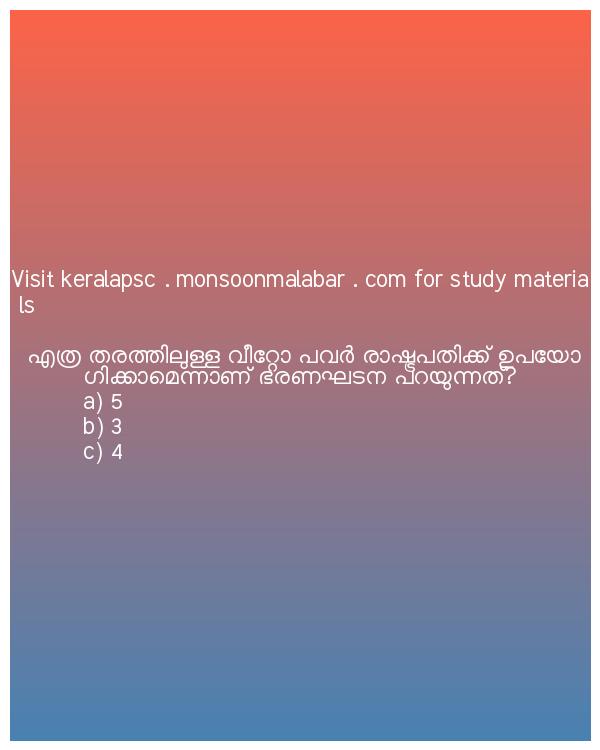 Visit keralapsc . monsoonmalabar . com for study materia
ls
എത്ര തരത്തിലുള്ള വീറ്റോ പവർ രാഷ്ട്രപതിക്ക് ഉപയോ
ഗിക്കാമെന്നാണ് ഭരണഘടന പറയുന്നത്?
a) 5
b) 3
c) 4